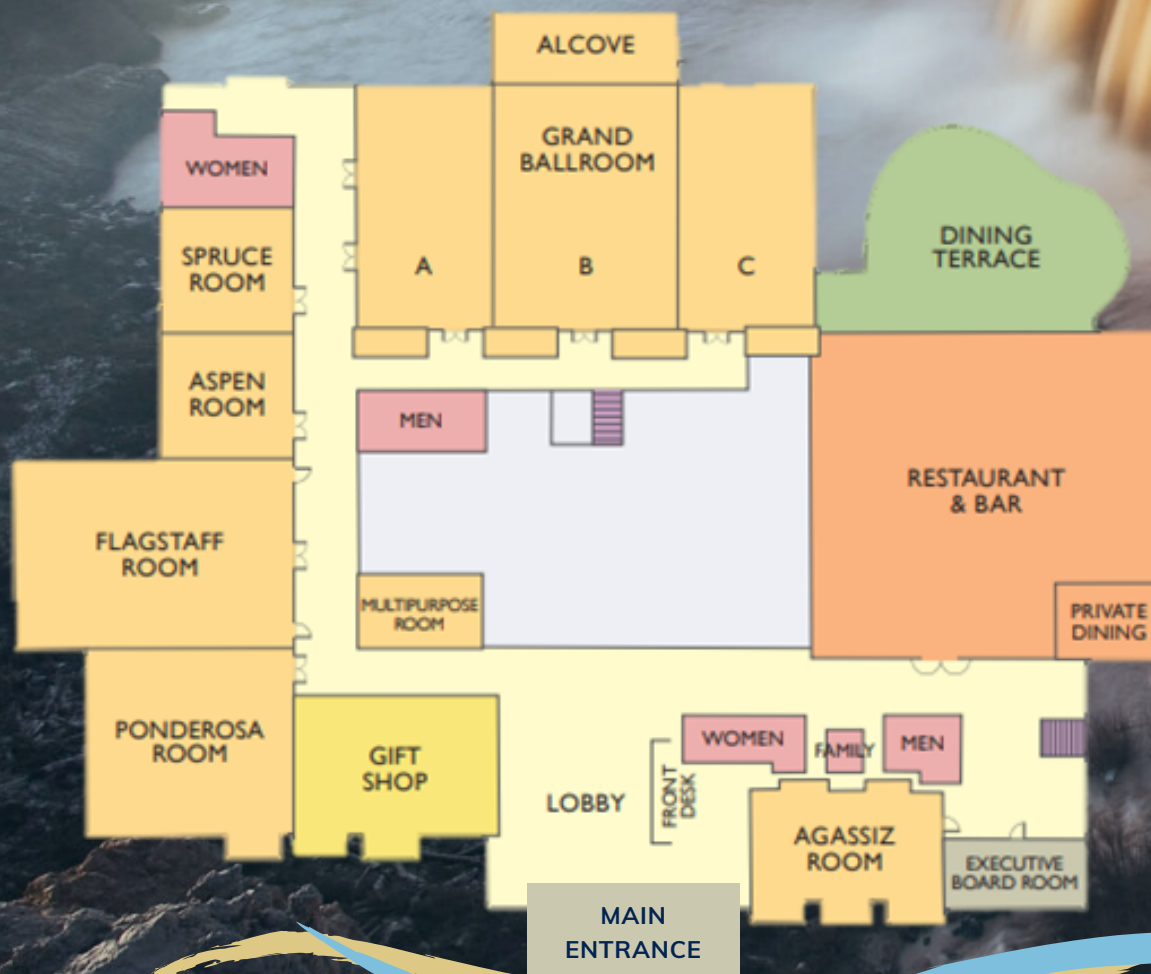 ALCOVE
GRAND
BALLROOM
A
B
C
WOMEN
SPRUCE
ROOM
ASPEN
ROOM
DINING
TERRACE
MEN
RESTAURANT
& BAR
FLAGSTAFF
ROOM
MULTIPURPOSE
ROOM
PRIVATE
DINING
PONDEROSA
ROOM
GIFT
SHOP
LOBBY
FRONT
DESK
WOMEN
FAMILY
MEN
AGASSIZ
ROOM
EXECUTIVE
BOARD ROOM
MAIN
ENTRANCE